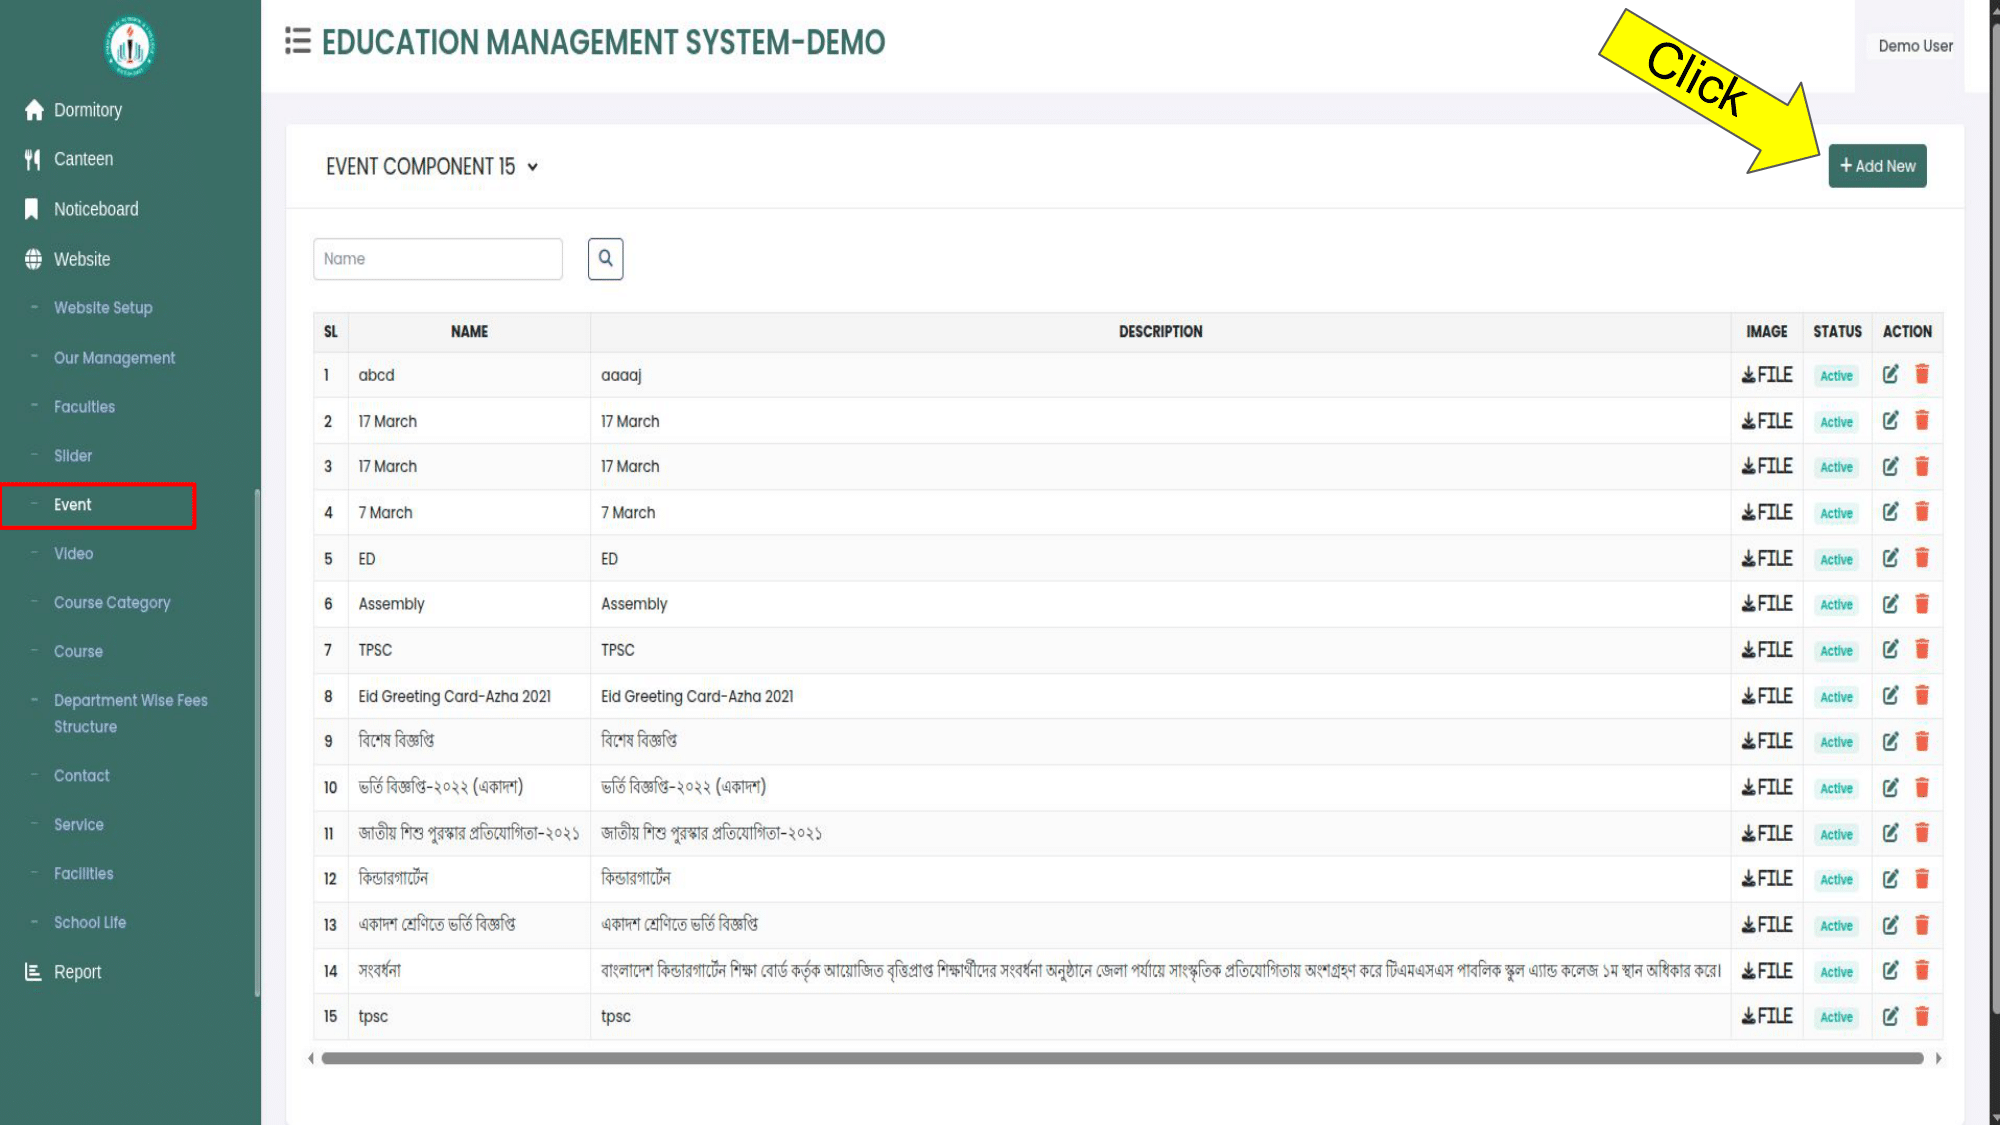 EDUCATION MANAGEMENT SYSTEM-DEMO
Click
Demo User
Dormitory
Canteen
Noticeboard
Website
Website Setup
Our Management
Faculties
Slider
Event
Video
Course Category
Course
Department Wise Fees
Structure
Contact
Service
Facilities
School Life
Report
EVENT COMPONENT 15
+ Add New
Name
SL NAME DESCRIPTION IMAGE STATUS ACTION
1 abcd aaaaj FILE Active
2 17 March 17 March FILE Active
3 17 March 17 March FILE Active
4 7 March 7 March FILE Active
5 ED ED FILE Active
6 Assembly Assembly FILE Active
7 TPSC TPSC FILE Active
8 Eid Greeting Card-Azha 2021 Eid Greeting Card-Azha 2021 FILE Active
9 বিশেষ বিজ্ঞপ্তি বিশেষ বিজ্ঞপ্তি FILE Active
10 ভর্তি বিজ্ঞপ্তি-২০২২ (একাদশ) ভর্তি বিজ্ঞপ্তি-২০২২ (একাদশ) FILE Active
11 জাতীয় শিশু পুরস্কার প্রতিযোগিতা-২০২১ জাতীয় শিশু পুরস্কার প্রতিযোগিতা-২০২১ FILE Active
12 কিন্ডারগার্টেন কিন্ডারগার্টেন FILE Active
13 একাদশ শ্রেণিতে ভর্তি বিজ্ঞপ্তি একাদশ শ্রেণিতে ভর্তি বিজ্ঞপ্তি FILE Active
14 সংবর্ধনা বাংলাদেশ কিন্ডারগার্টেন শিক্ষা বোর্ড কর্তৃক আয়োজিত বৃত্তিপ্রাপ্ত শিক্ষার্থীদের সংবর্ধনা অনুষ্ঠানে জেলা পর্যায়ে সাংস্কৃতিক প্রতিযোগিতায় অংশগ্রহণ করে টিএমএসএস পাবলিক স্কুল এ্যান্ড কলেজ ১ম স্থান অধিকার করে। FILE Active
15 tpsc tpsc FILE Active